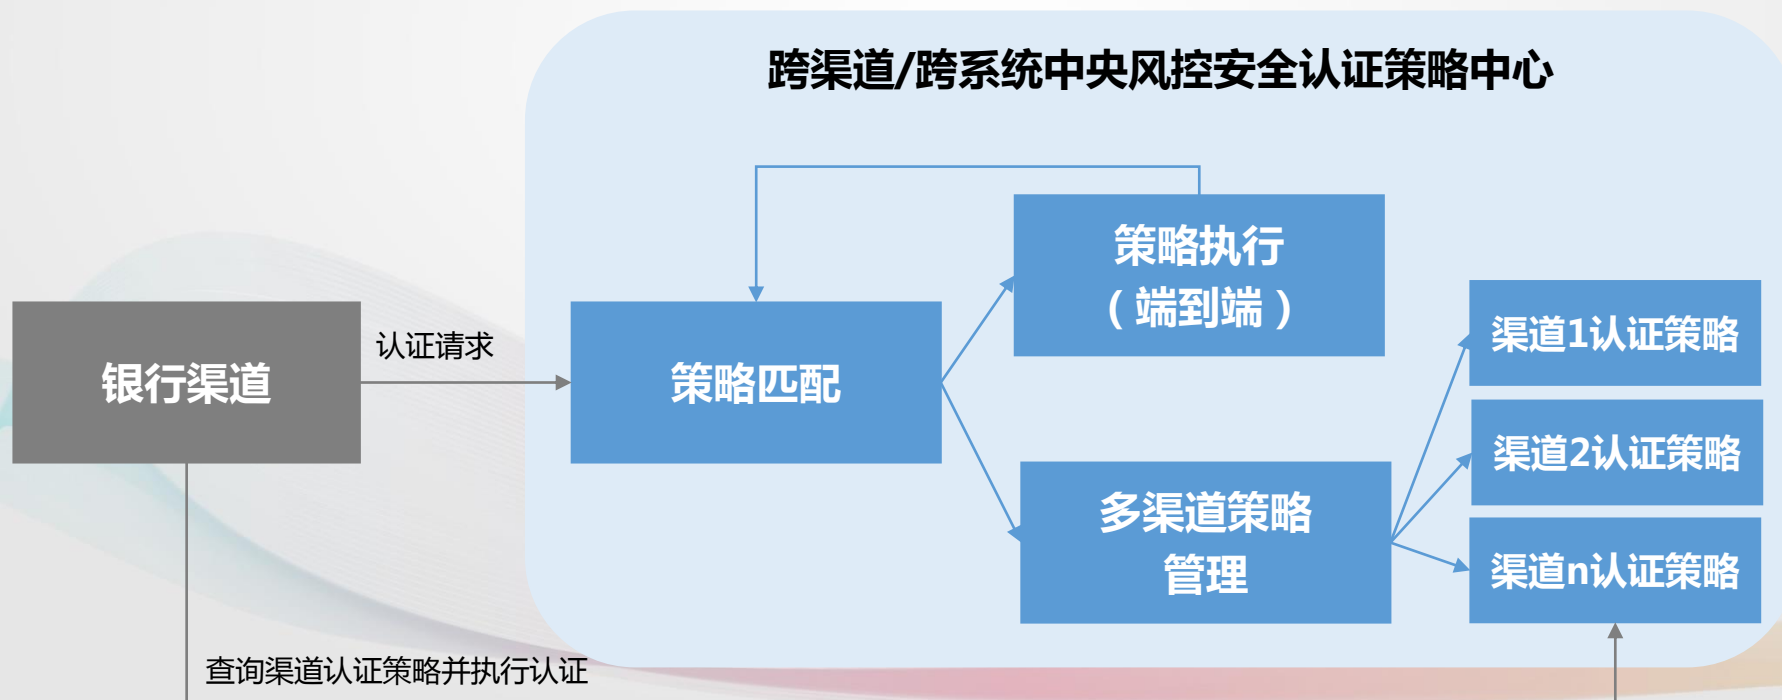 跨渠道/跨系统中央风控安全认证策略中心
策略执行
（端到端）
银行渠道
认证请求
策略匹配
渠道1认证策略
渠道2认证策略
多渠道策略
管理
渠道n认证策略
查询渠道认证策略并执行认证